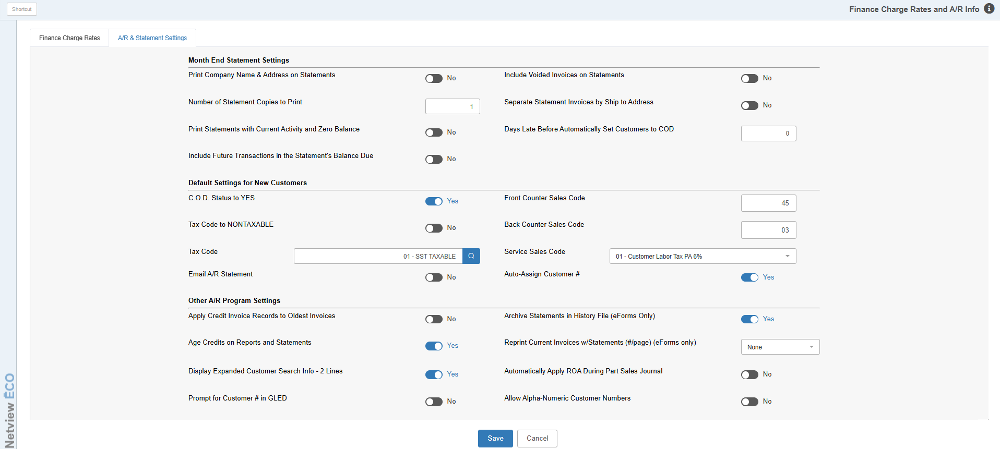 Shortcut
Finance Charge Rates and A/R Info
Finance Charge Rates
A/R & Statement Settings
Month End Statement Settings
Print Company Name & Address on Statements No
Include Voided Invoices on Statements No
Number of Statement Copies to Print 1
Separate Statement Invoices by Ship to Address No
Print Statements with Current Activity and Zero Balance No
Days Late Before Automatically Set Customers to COD 0
Include Future Transactions in the Statement's Balance Due No
Default Settings for New Customers
C.O.D. Status to YES Yes
Front Counter Sales Code 45
Tax Code to NONTAXABLE No
Back Counter Sales Code 03
Tax Code 01 - SST TAXABLE
Service Sales Code 01 - Customer Labor Tax PA 6%
Email A/R Statement No
Auto-Assign Customer # Yes
Other A/R Program Settings
Apply Credit Invoice Records to Oldest Invoices No
Archive Statements in History File (eForms Only) Yes
Age Credits on Reports and Statements Yes
Reprint Current Invoices w/Statements (#/page) (eForms only) None
Display Expanded Customer Search Info - 2 Lines Yes
Automatically Apply ROA During Part Sales Journal No
Prompt for Customer # in GLED No
Allow Alpha-Numeric Customer Numbers No
Save
Cancel
Netview ĒCO